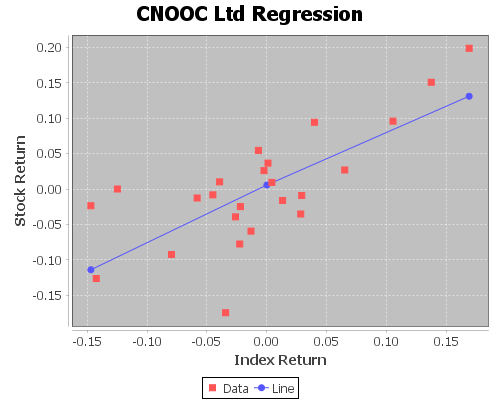 CNOOC Ltd Regression
Stock Return
0.20
0.15
0.10
0.05
0.00
-0.05
-0.10
-0.15
-0.15 -0.10 -0.05 0.00 0.05 0.10 0.15
Index Return
Data Line